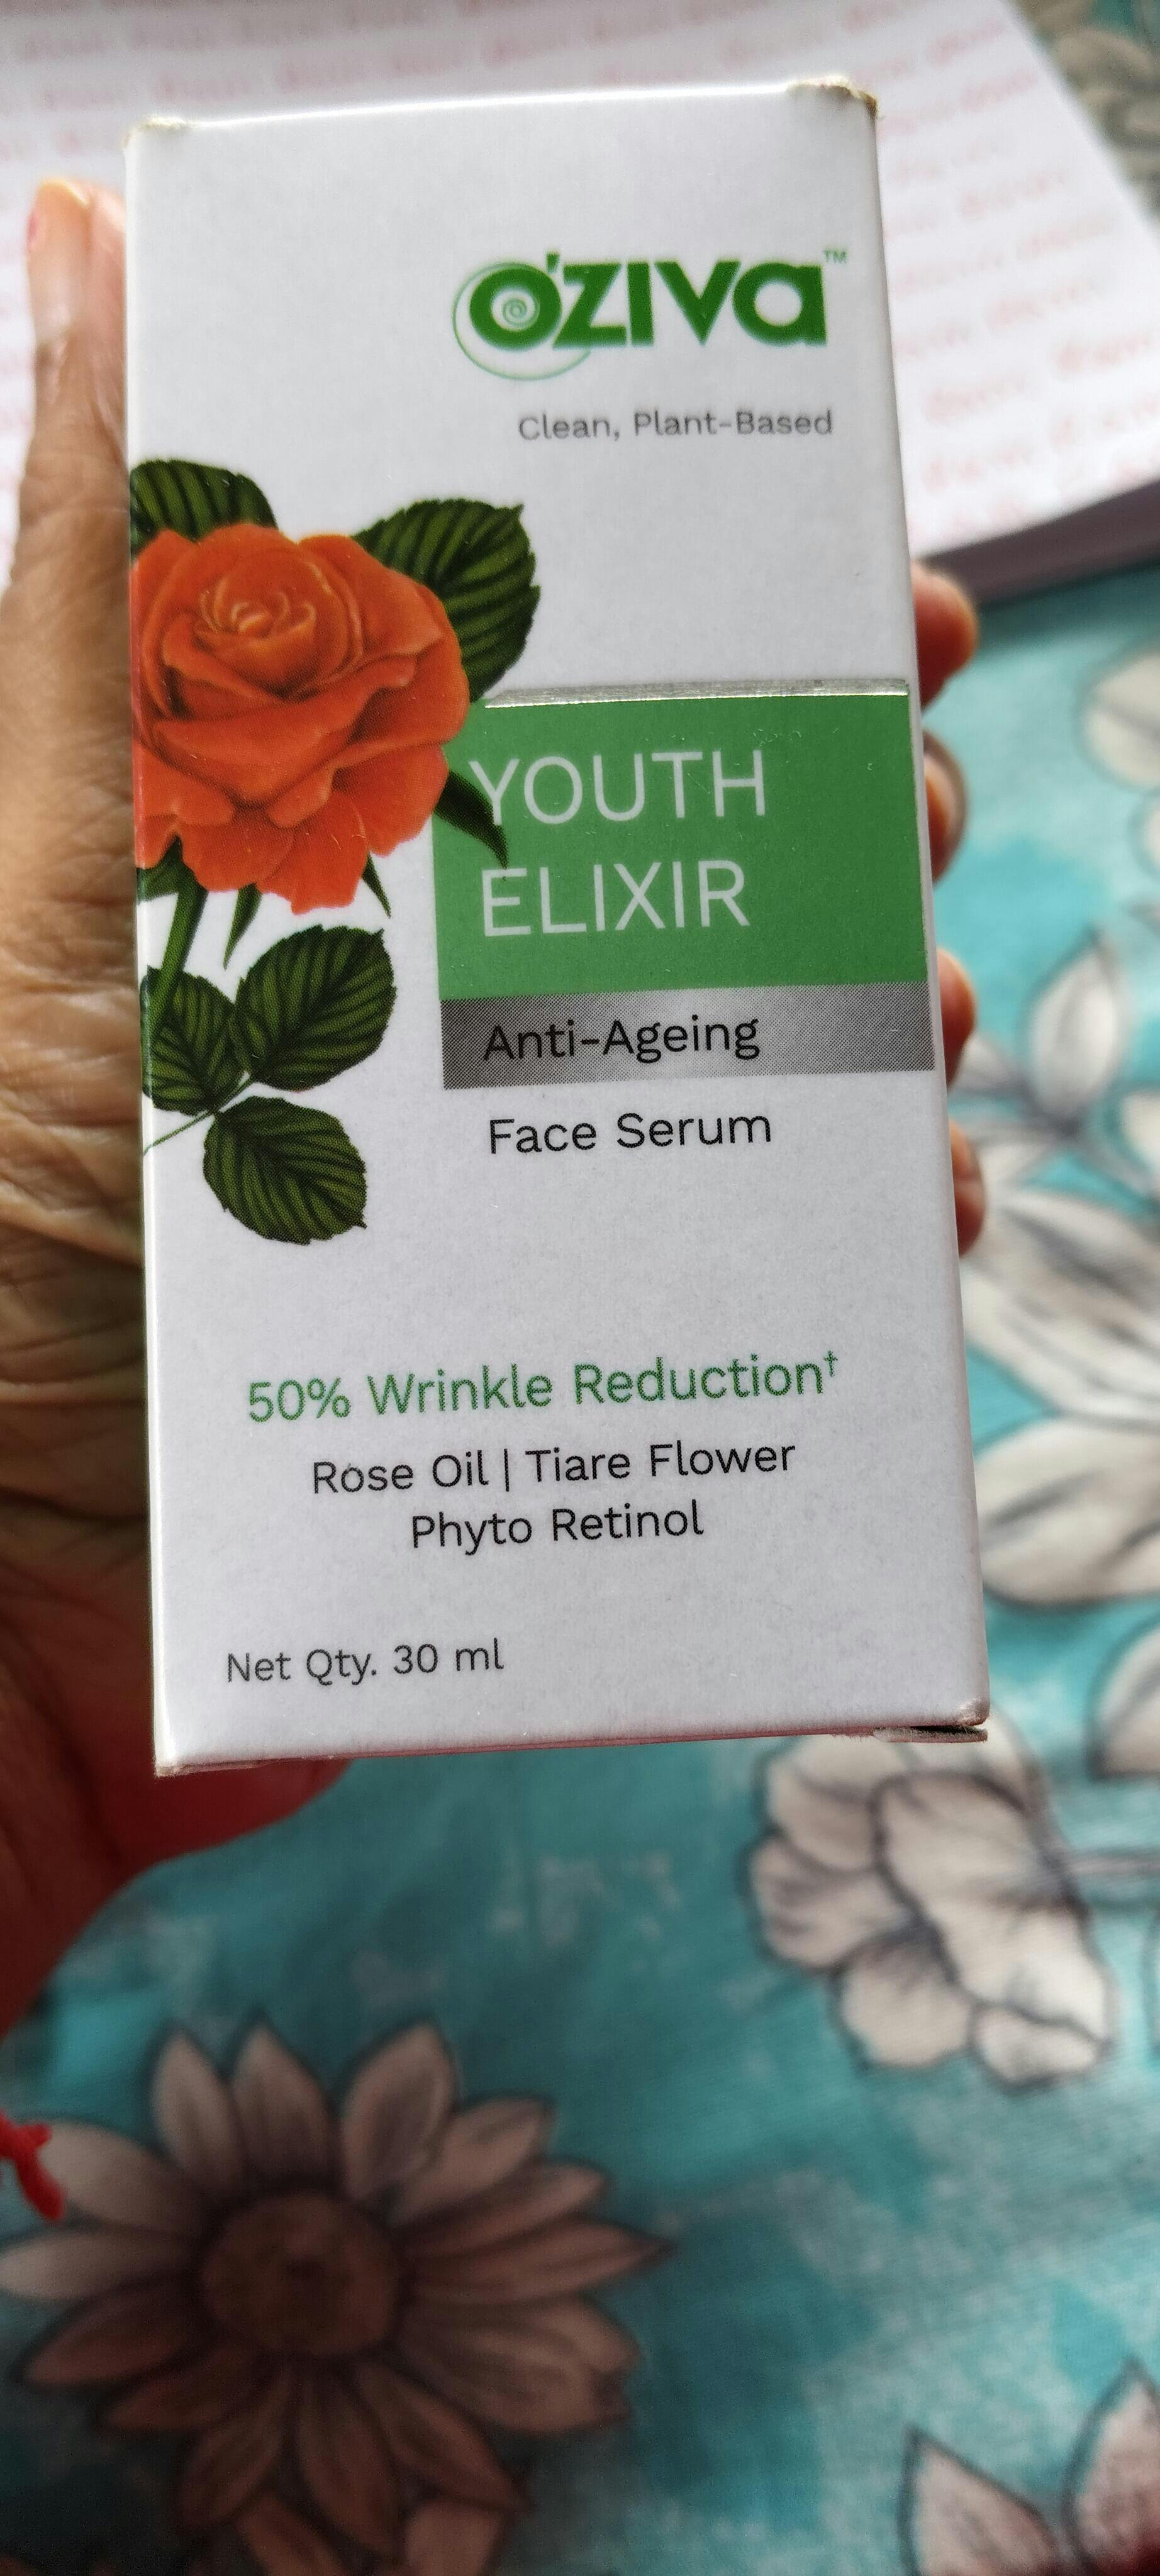 O'ZIVA™
Clean, Plant-Based
YOUTH
ELIXIR
Anti-Ageing
Face Serum
50% Wrinkle Reduction†
Rose Oil | Tiare Flower
Phyto Retinol
Net Qty. 30 ml